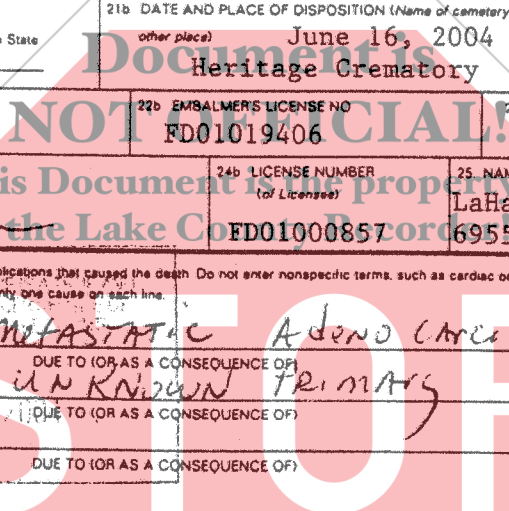 21b DATE AND PLACE OF DISPOSITION (Name of cemetery
State
other place) June 16, 2004
Document is
Heritage Crematory
22b EMBALMER'S LICENSE NO
NOT OFFICIAL!
FD01019406
24b LICENSE NUMBER
25. NAM
is Document is the property
(of Licensee)
LaHa
the Lake County Recorder
FD01000857
6955
plications that caused the death Do not enter nonspecific terms, such as cardiac or
nly one cause on each line.
METASTATIC ADENO CARCI
DUE TO (OR AS A CONSEQUENCE OF)
UNKNOWN PRIMARY
DUE TO (OR AS A CONSEQUENCE OF)
DUE TO (OR AS A CONSEQUENCE OF)
STOP